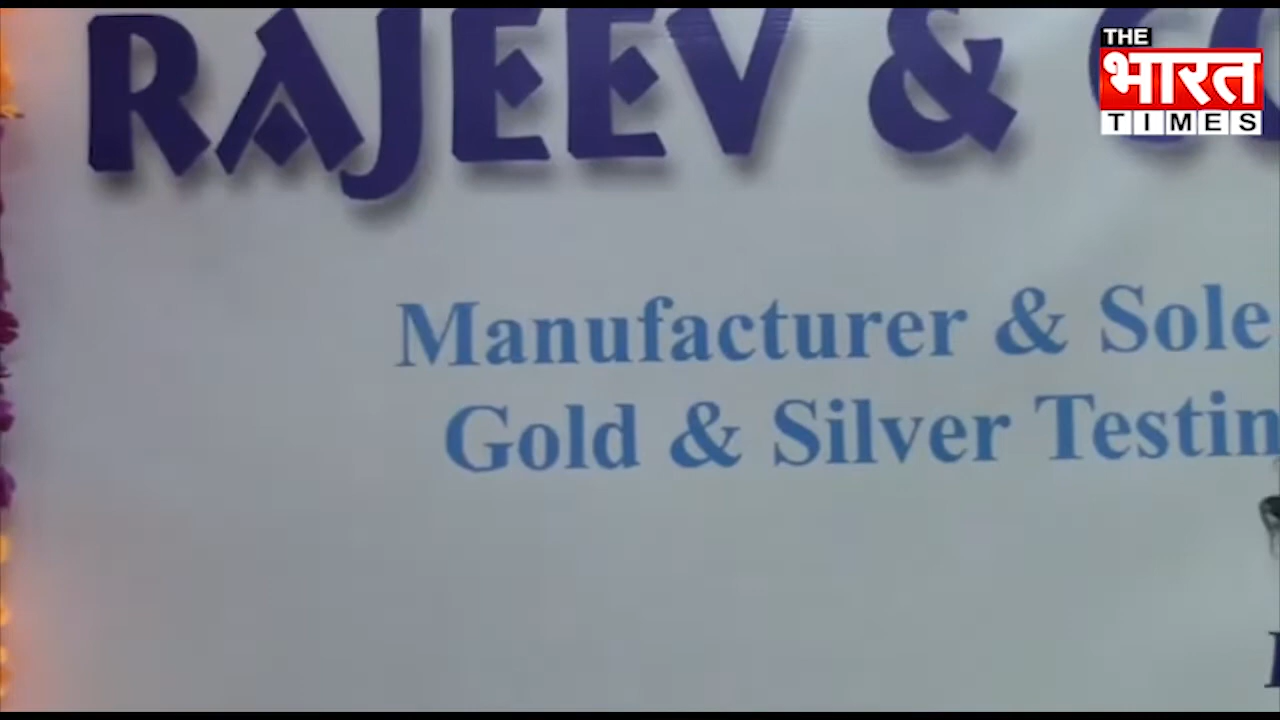 RAJEEV &
THE
भारत
TIMES
Manufacturer & Sole
Gold & Silver Testin